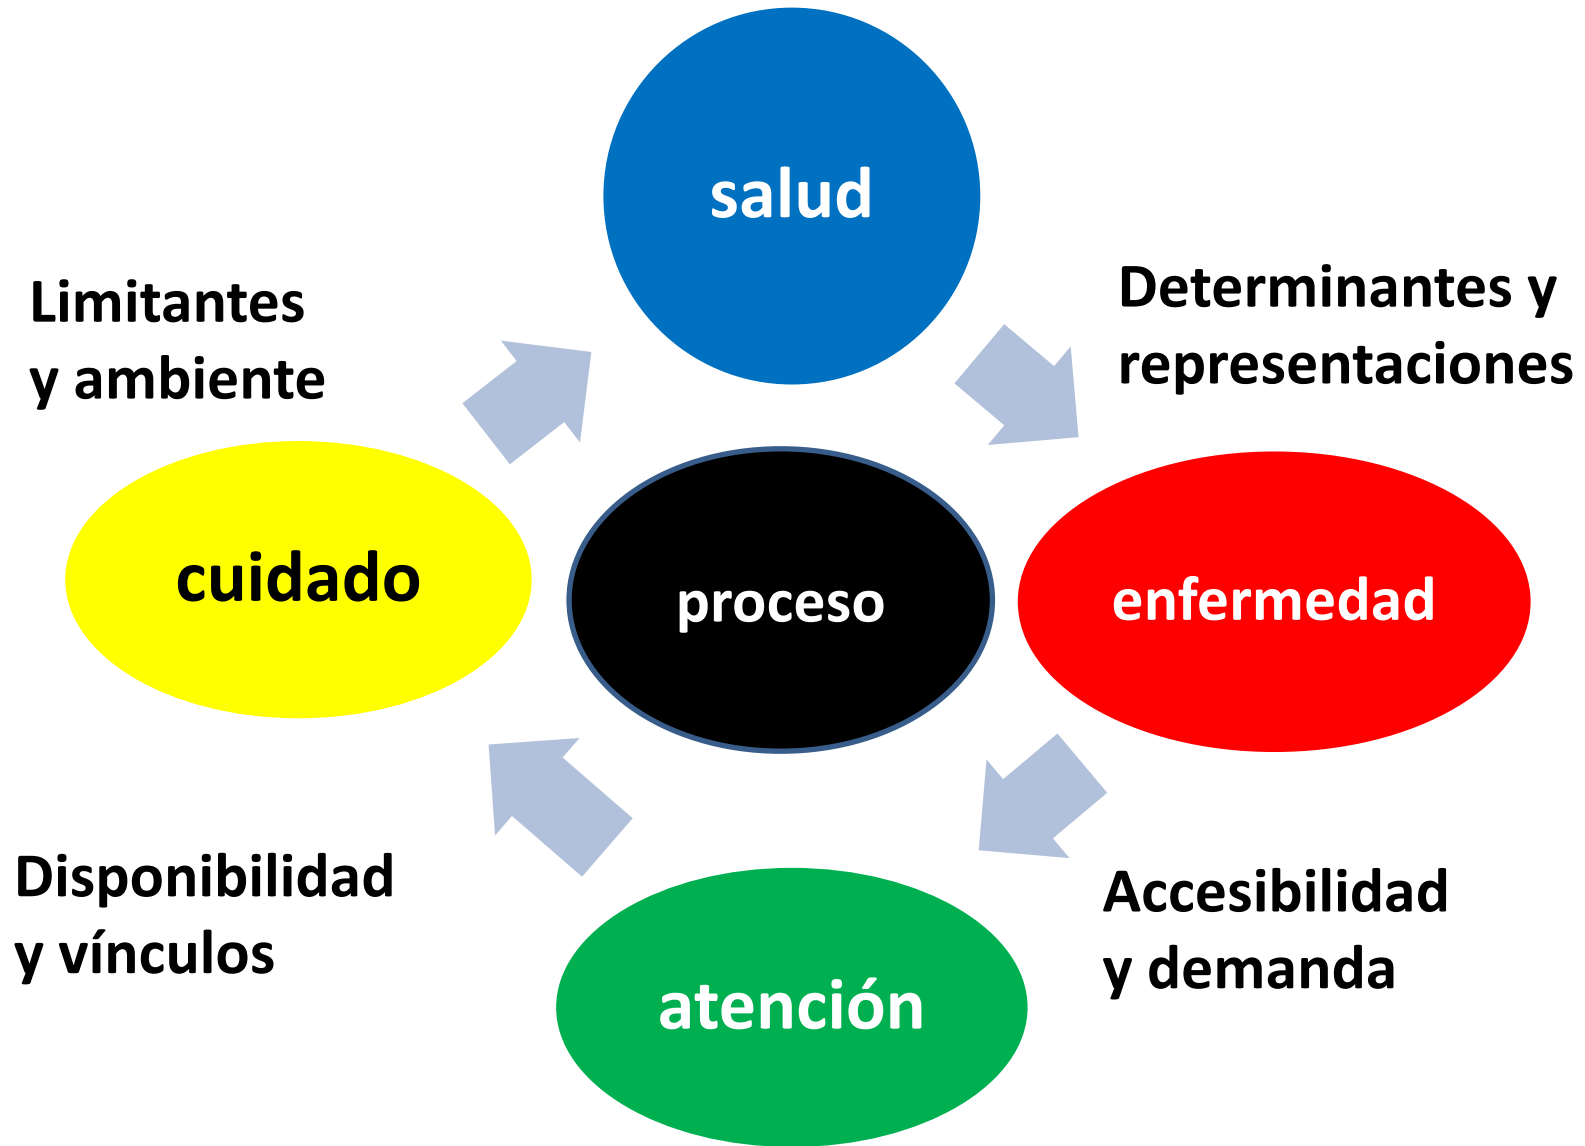 salud
Determinantes y
representaciones
Limitantes
y ambiente
cuidado
proceso
enfermedad
Disponibilidad
y vínculos
Accesibilidad
y demanda
atención